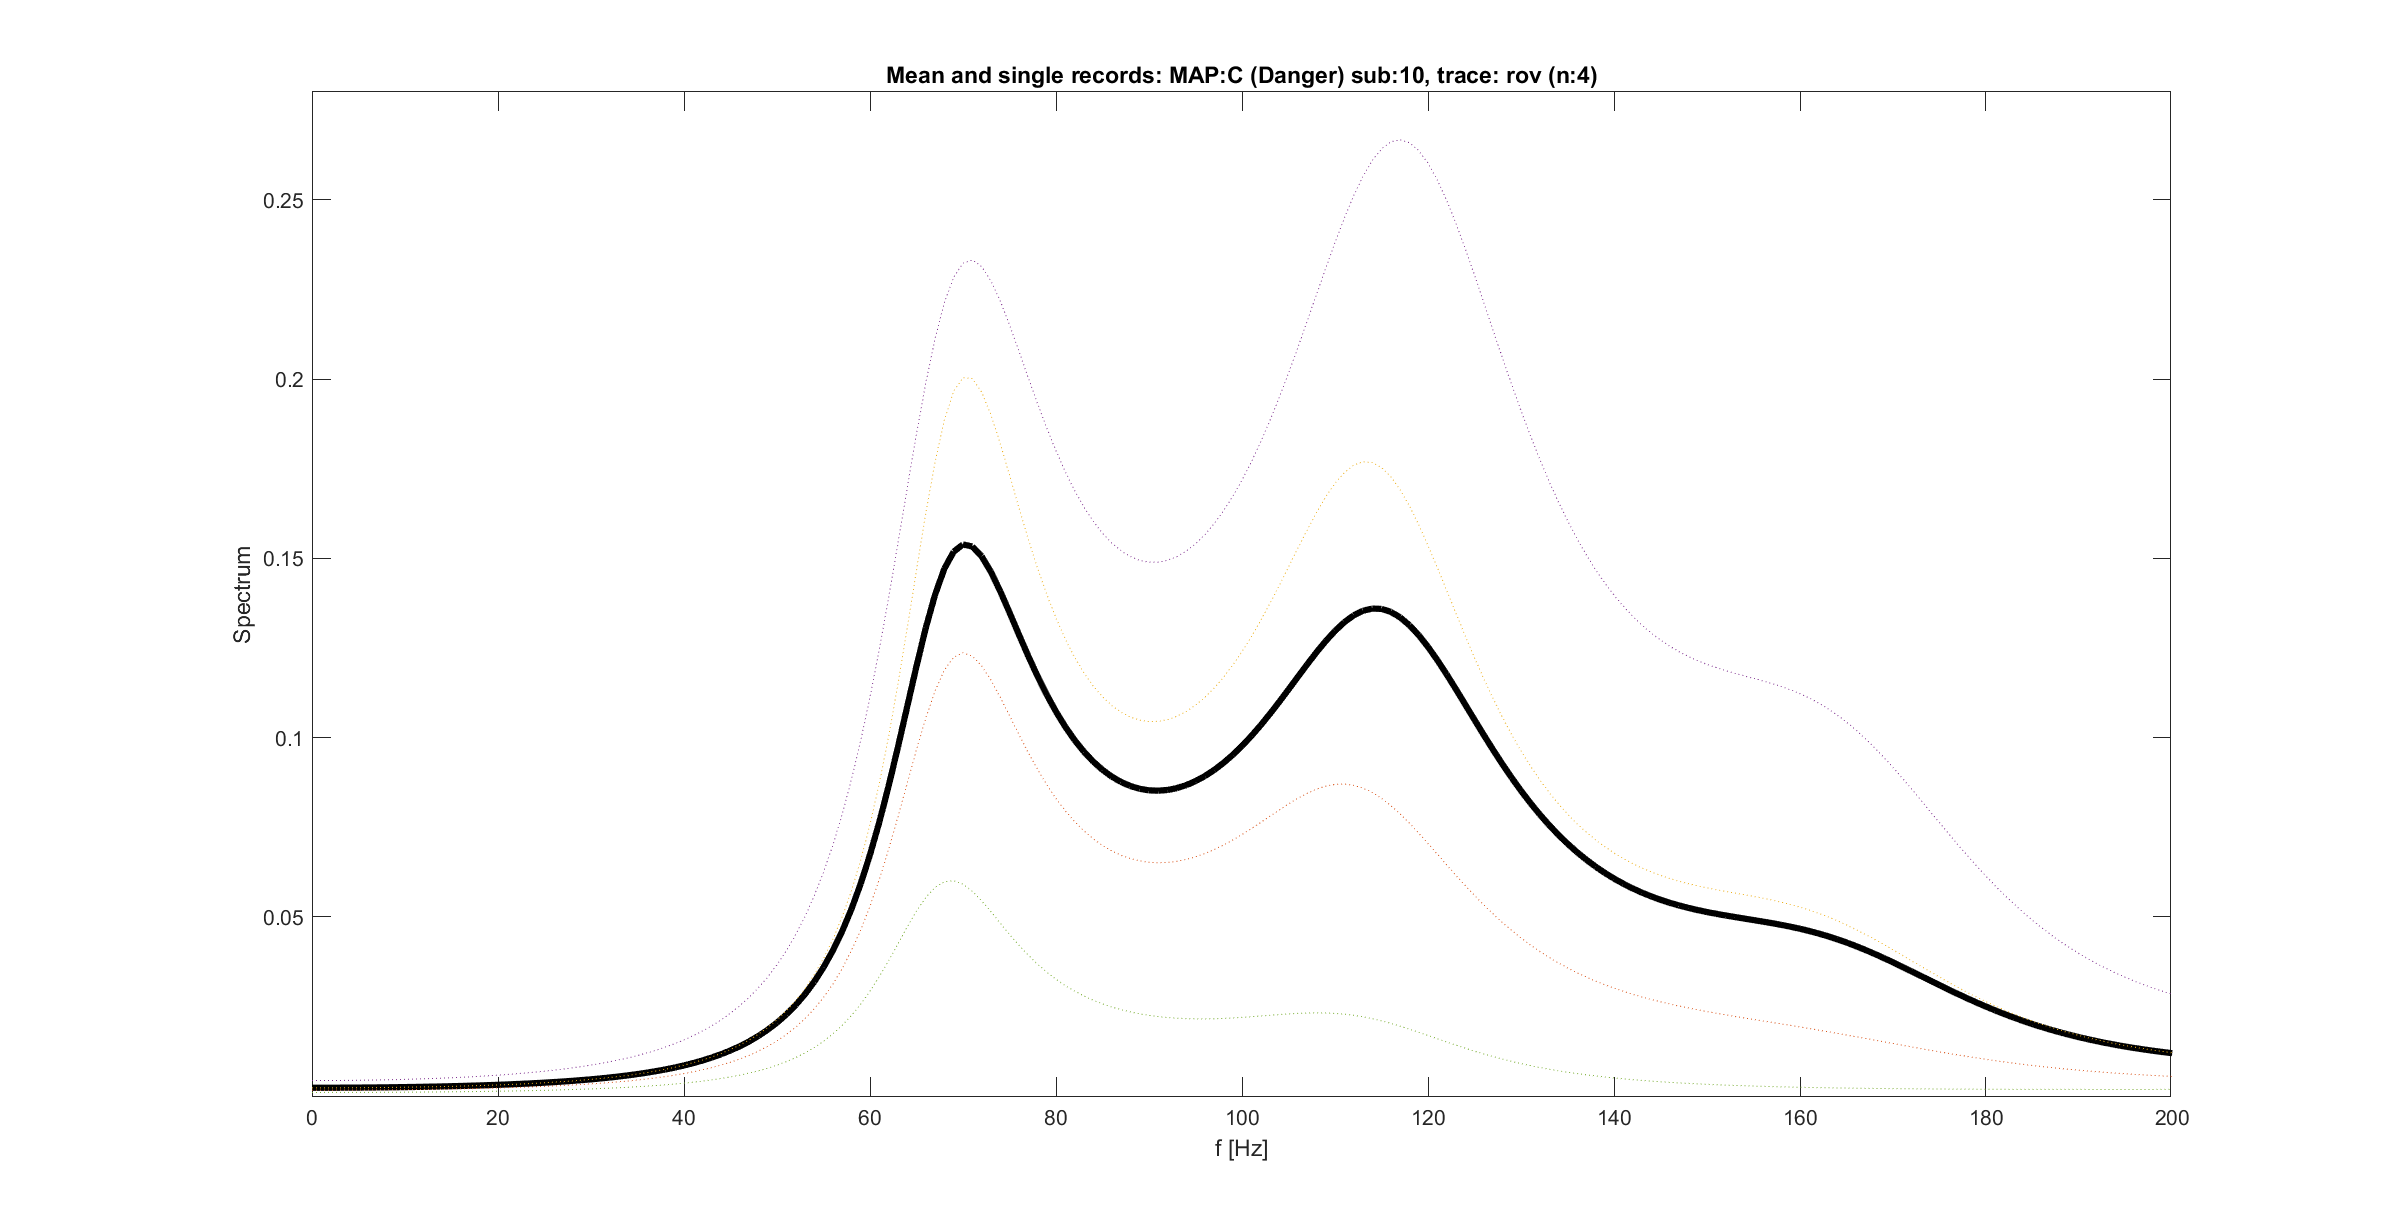 Mean and single records: MAP:C (Danger) sub:10, trace: rov (n:4)
0.25
0.2
0.15
0.1
0.05
Spectrum
0 20 40 60 80 100 120 140 160 180 200
f [Hz]